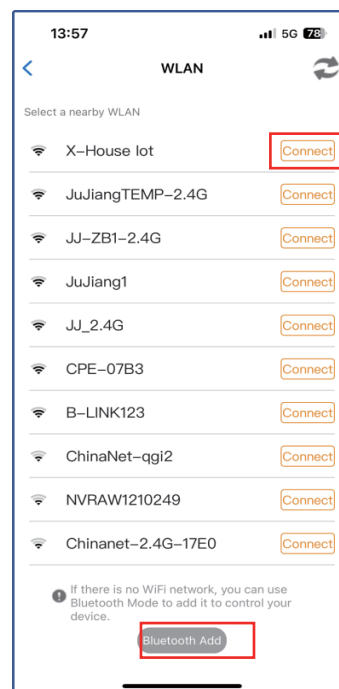 13:57 5G 78
WLAN
Select a nearby WLAN
X-House lot Connect
JuJiangTEMP-2.4G Connect
JJ-ZB1-2.4G Connect
JuJiang1 Connect
JJ_2.4G Connect
CPE-07B3 Connect
B-LINK123 Connect
ChinaNet-qgi2 Connect
NVRAW1210249 Connect
Chinanet-2.4G-17E0 Connect
If there is no WiFi network, you can use
Bluetooth Mode to add it to control your
device.
Bluetooth Add